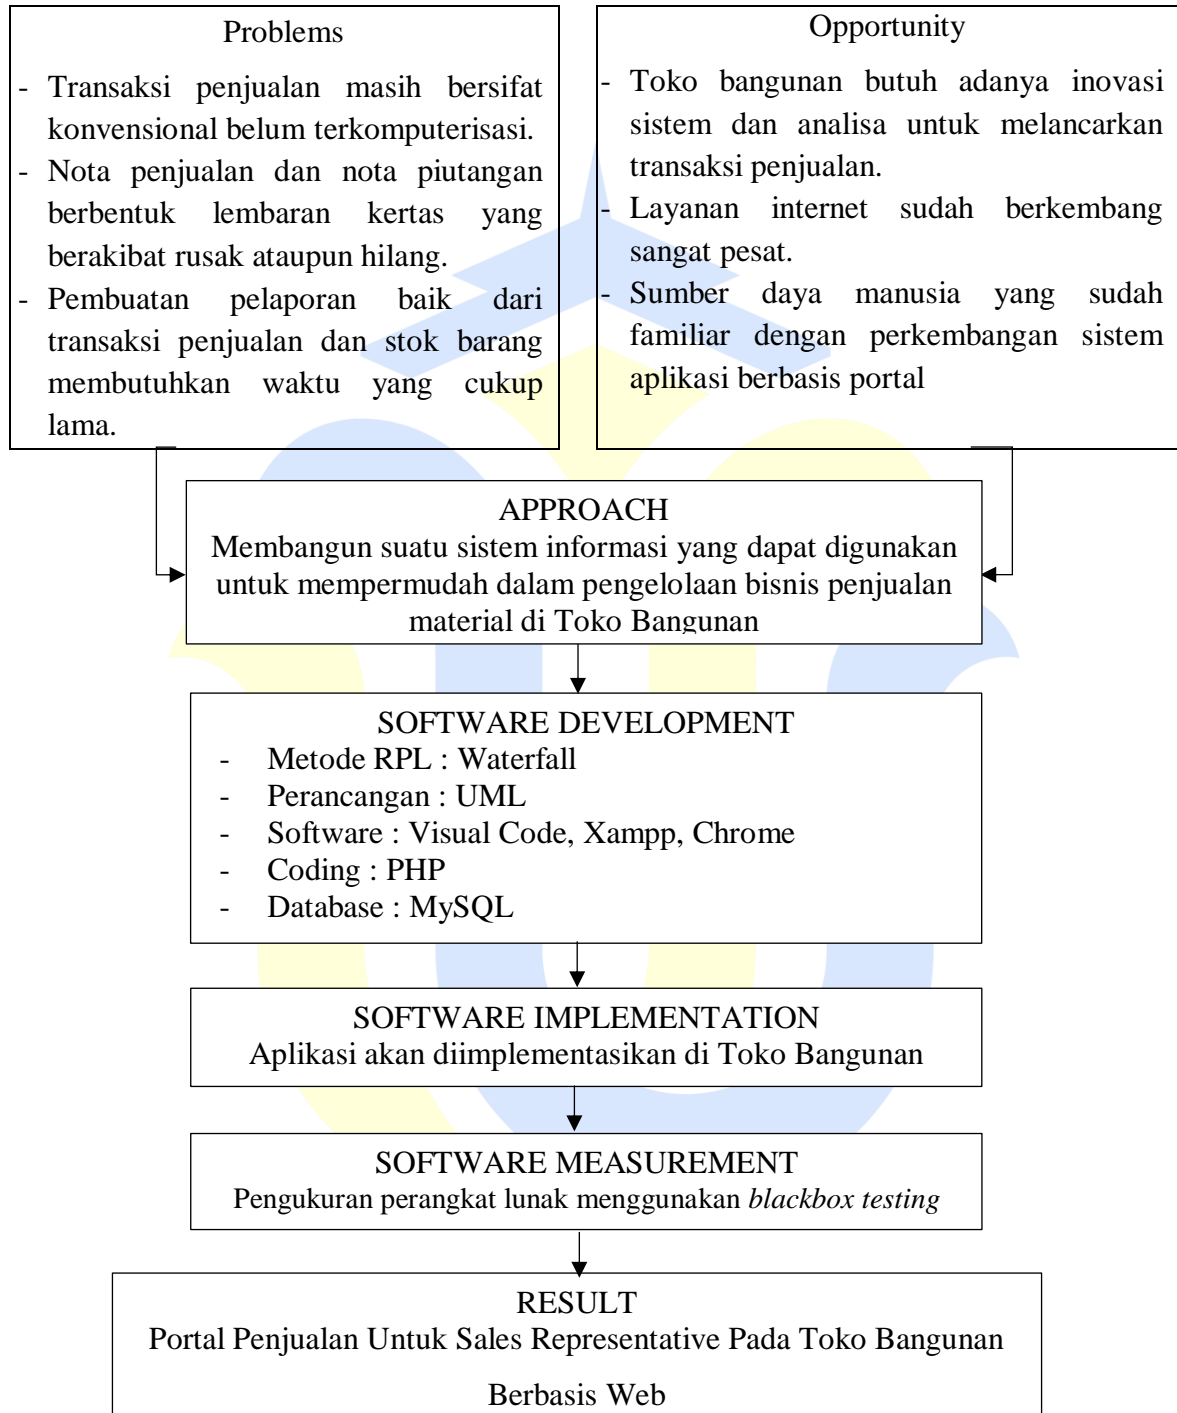 Problems
- Transaksi penjualan masih bersifat
konvensional belum terkomputerisasi.
- Nota penjualan dan nota piutangan
berbentuk lembaran kertas yang
berakibat rusak ataupun hilang.
- Pembuatan pelaporan baik dari
transaksi penjualan dan stok barang
membutuhkan waktu yang cukup
lama.
Opportunity
- Toko bangunan butuh adanya inovasi
sistem dan analisa untuk melancarkan
transaksi penjualan.
- Layanan internet sudah berkembang
sangat pesat.
- Sumber daya manusia yang sudah
familiar dengan perkembangan sistem
aplikasi berbasis portal
APPROACH
Membangun suatu sistem informasi yang dapat digunakan
untuk mempermudah dalam pengelolaan bisnis penjualan
material di Toko Bangunan
SOFTWARE DEVELOPMENT
- Metode RPL : Waterfall
- Perancangan : UML
- Software : Visual Code, Xampp, Chrome
- Coding : PHP
- Database : MySQL
SOFTWARE IMPLEMENTATION
Aplikasi akan diimplementasikan di Toko Bangunan
SOFTWARE MEASUREMENT
Pengukuran perangkat lunak menggunakan blackbox testing
RESULT
Portal Penjualan Untuk Sales Representative Pada Toko Bangunan
Berbasis Web